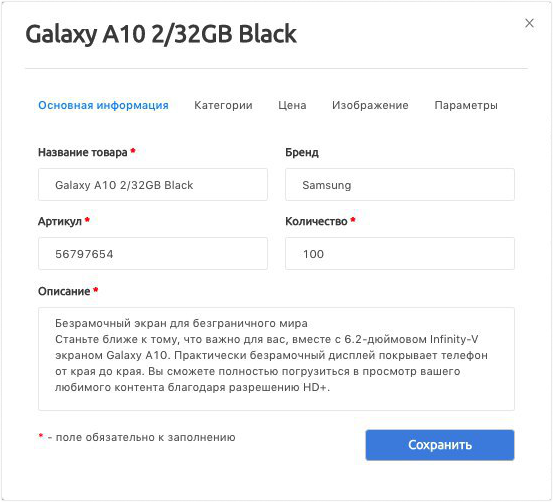 Galaxy A10 2/32GB Black
Основная информация Категории Цена Изображение Параметры
Название товара * Бренд
Galaxy A10 2/32GB Black Samsung
Артикул * Количество *
56797654 100
Описание *
Безрамочный экран для безграничного мира
Станьте ближе к тому, что важно для вас, вместе с 6.2-дюймовом Infinity-V
экраном Galaxy A10. Практически безрамочный дисплей покрывает телефон
от края до края. Вы сможете полностью погрузиться в просмотр вашего
любимого контента благодаря разрешению HD+.
* - поле обязательно к заполнению Сохранить